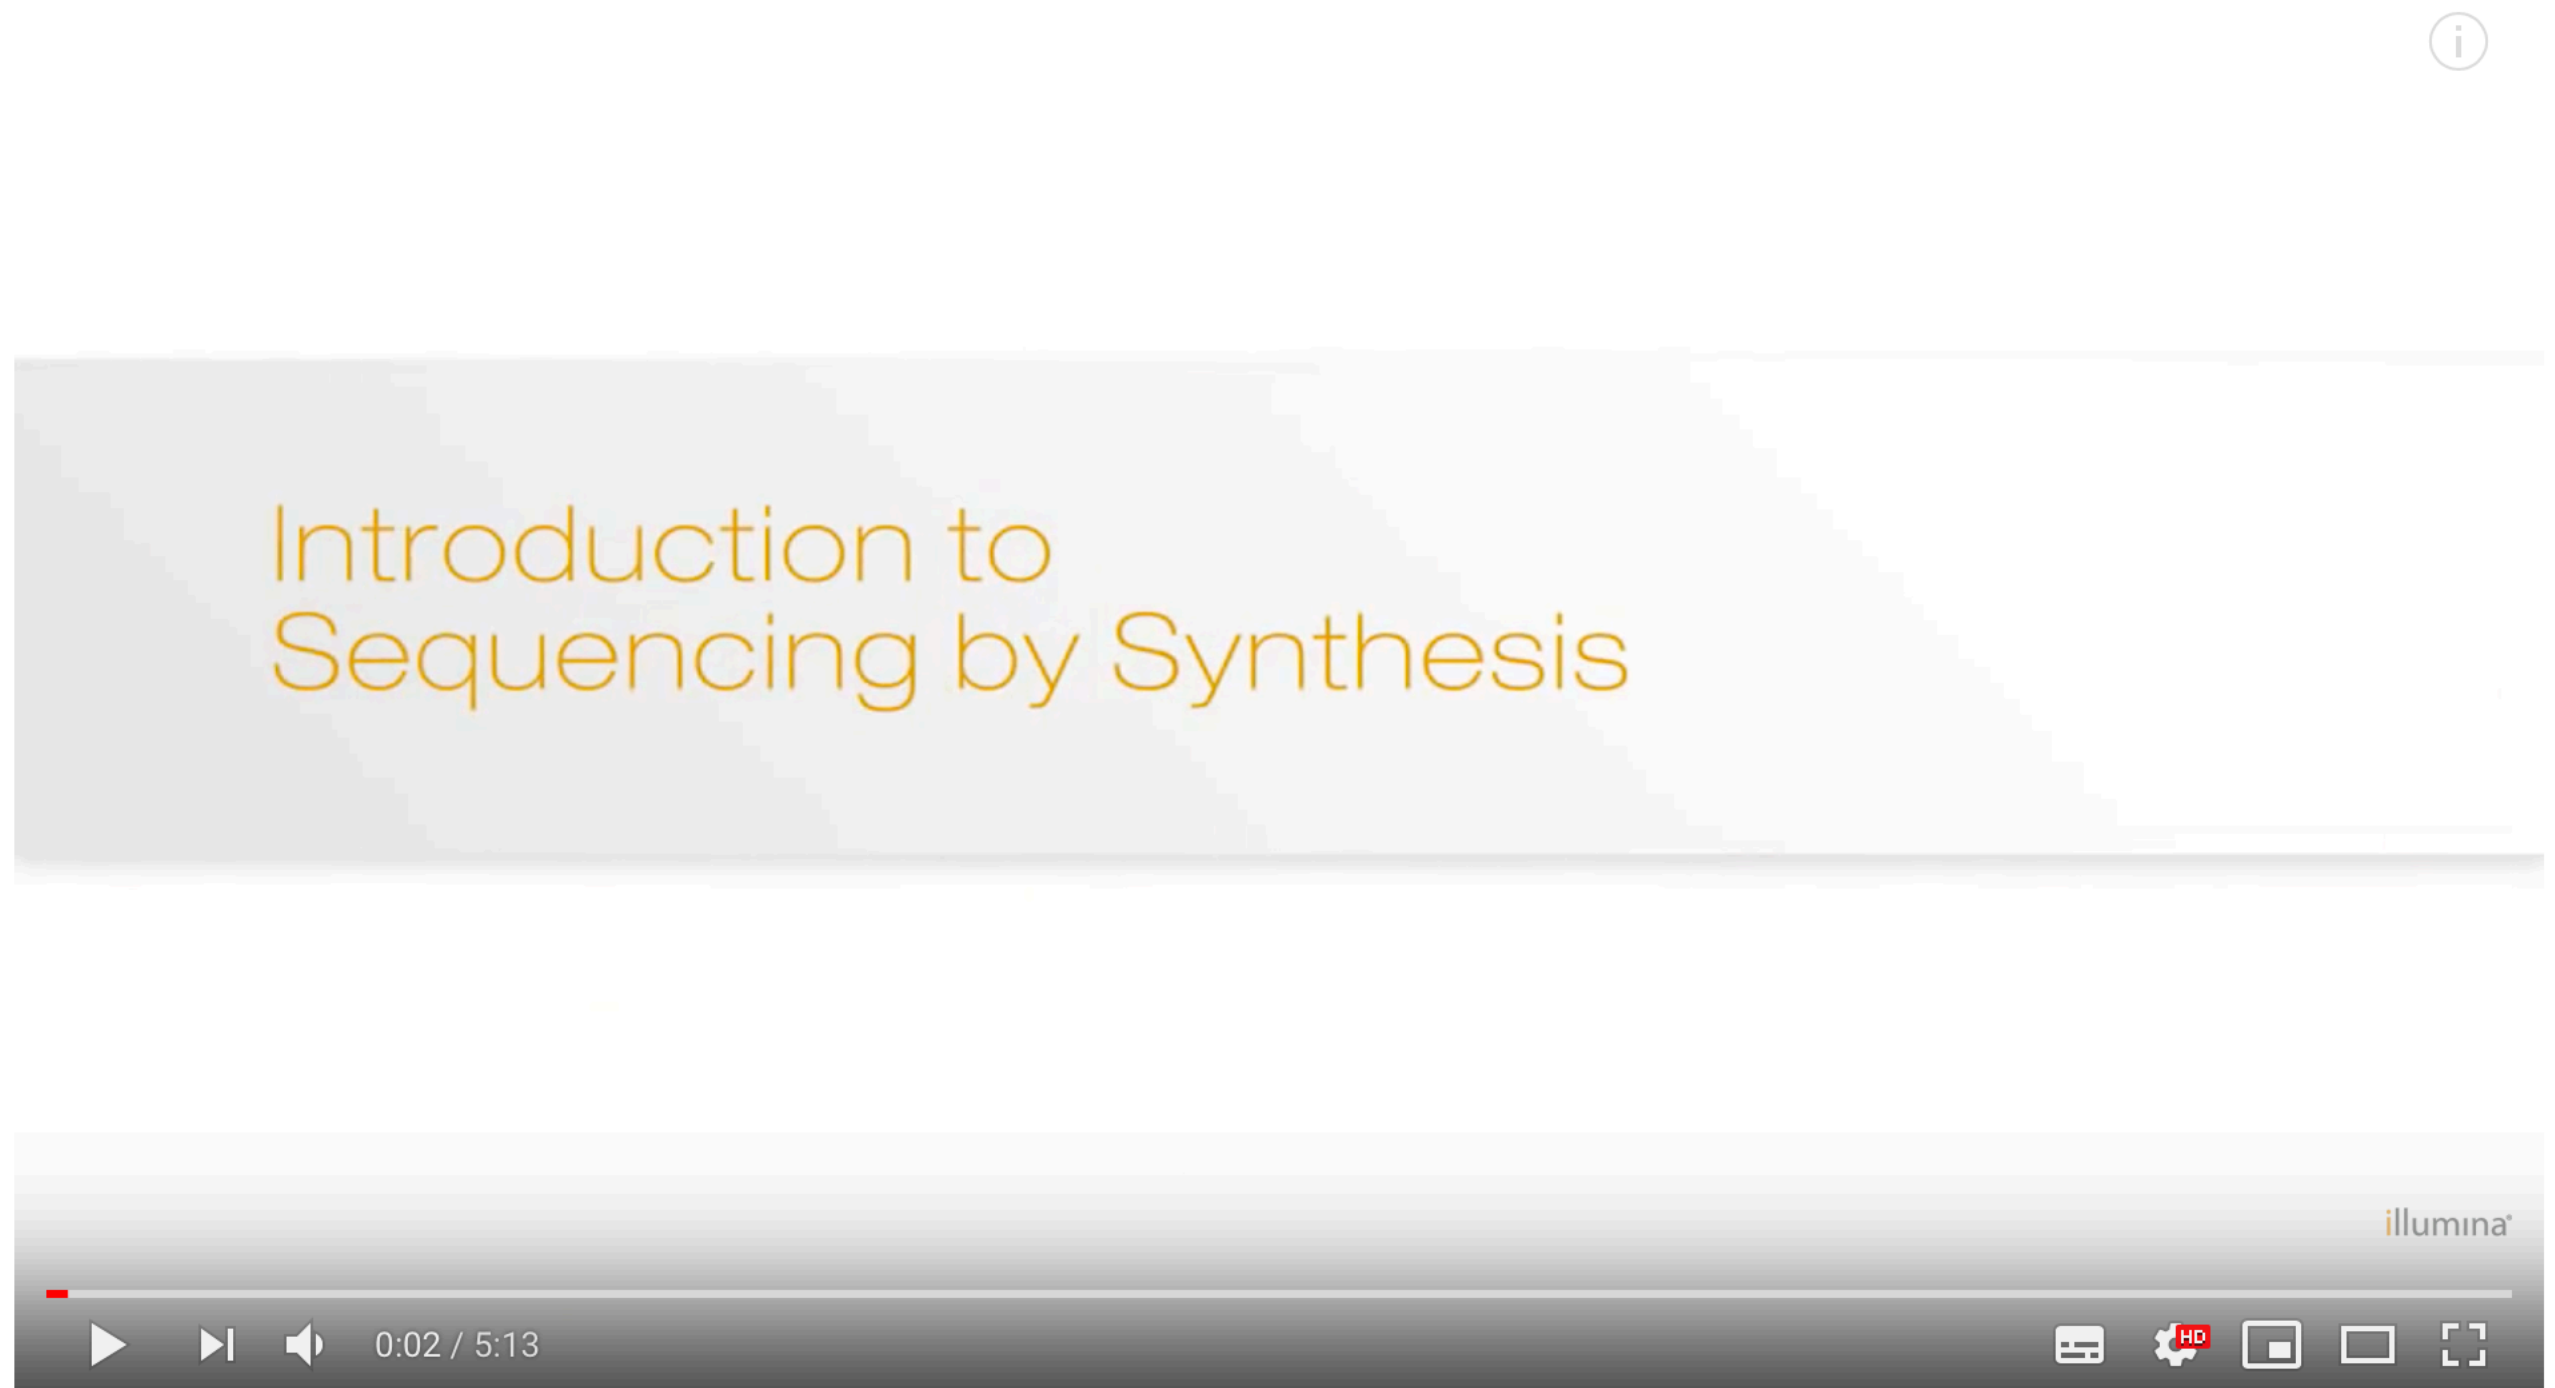 i
Introduction to
Sequencing by Synthesis
illumina®
0:02 / 5:13
HD